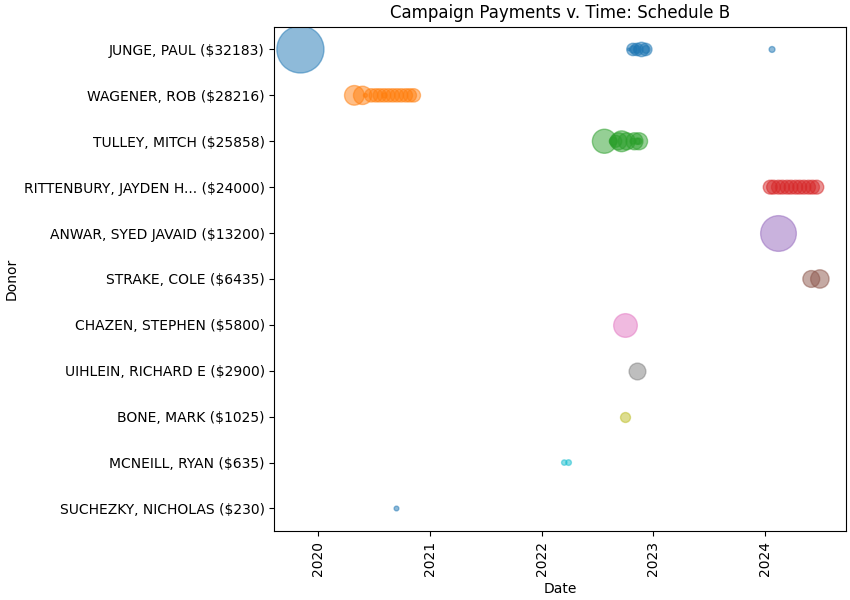 Campaign Payments v. Time: Schedule B
JUNGE, PAUL ($32183)
WAGENER, ROB ($28216)
TULLEY, MITCH ($25858)
RITTENBURY, JAYDEN H... ($24000)
ANWAR, SYED JAVAID ($13200)
STRAKE, COLE ($6435)
CHAZEN, STEPHEN ($5800)
UIHLEIN, RICHARD E ($2900)
BONE, MARK ($1025)
MCNEILL, RYAN ($635)
SUCHEZKY, NICHOLAS ($230)
Donor
2020
2021
2022
2023
2024
Date